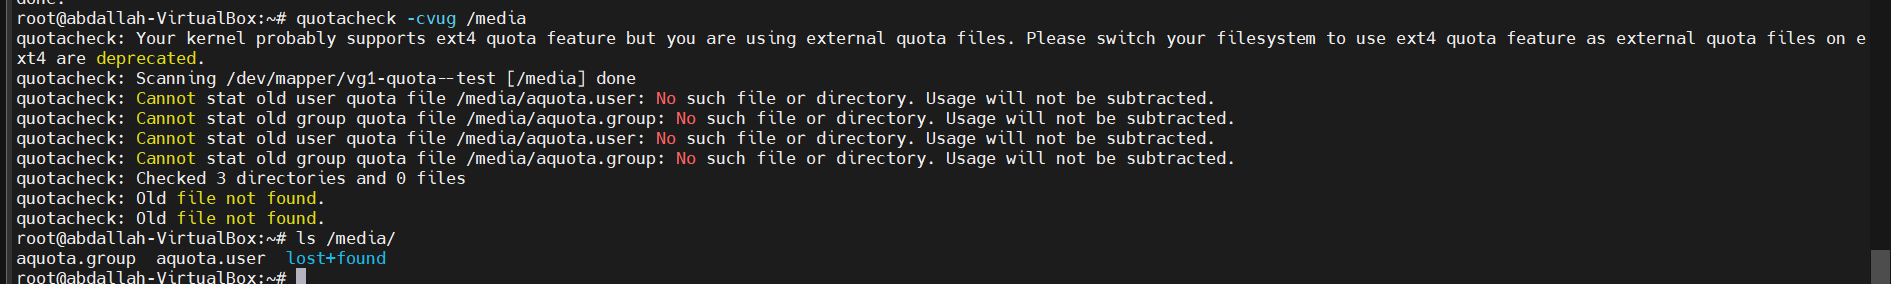 done.
root@abdallah-VirtualBox:~# quotacheck -cvug /media
quotacheck: Your kernel probably supports ext4 quota feature but you are using external quota files. Please switch your filesystem to use ext4 quota feature as external quota files on e
xt4 are deprecated.
quotacheck: Scanning /dev/mapper/vg1-quota--test [/media] done
quotacheck: Cannot stat old user quota file /media/aquota.user: No such file or directory. Usage will not be subtracted.
quotacheck: Cannot stat old group quota file /media/aquota.group: No such file or directory. Usage will not be subtracted.
quotacheck: Cannot stat old user quota file /media/aquota.user: No such file or directory. Usage will not be subtracted.
quotacheck: Cannot stat old group quota file /media/aquota.group: No such file or directory. Usage will not be subtracted.
quotacheck: Checked 3 directories and 0 files
quotacheck: Old file not found.
quotacheck: Old file not found.
root@abdallah-VirtualBox:~# ls /media/
aquota.group  aquota.user  lost+found
root@abdallah-VirtualBox:~#